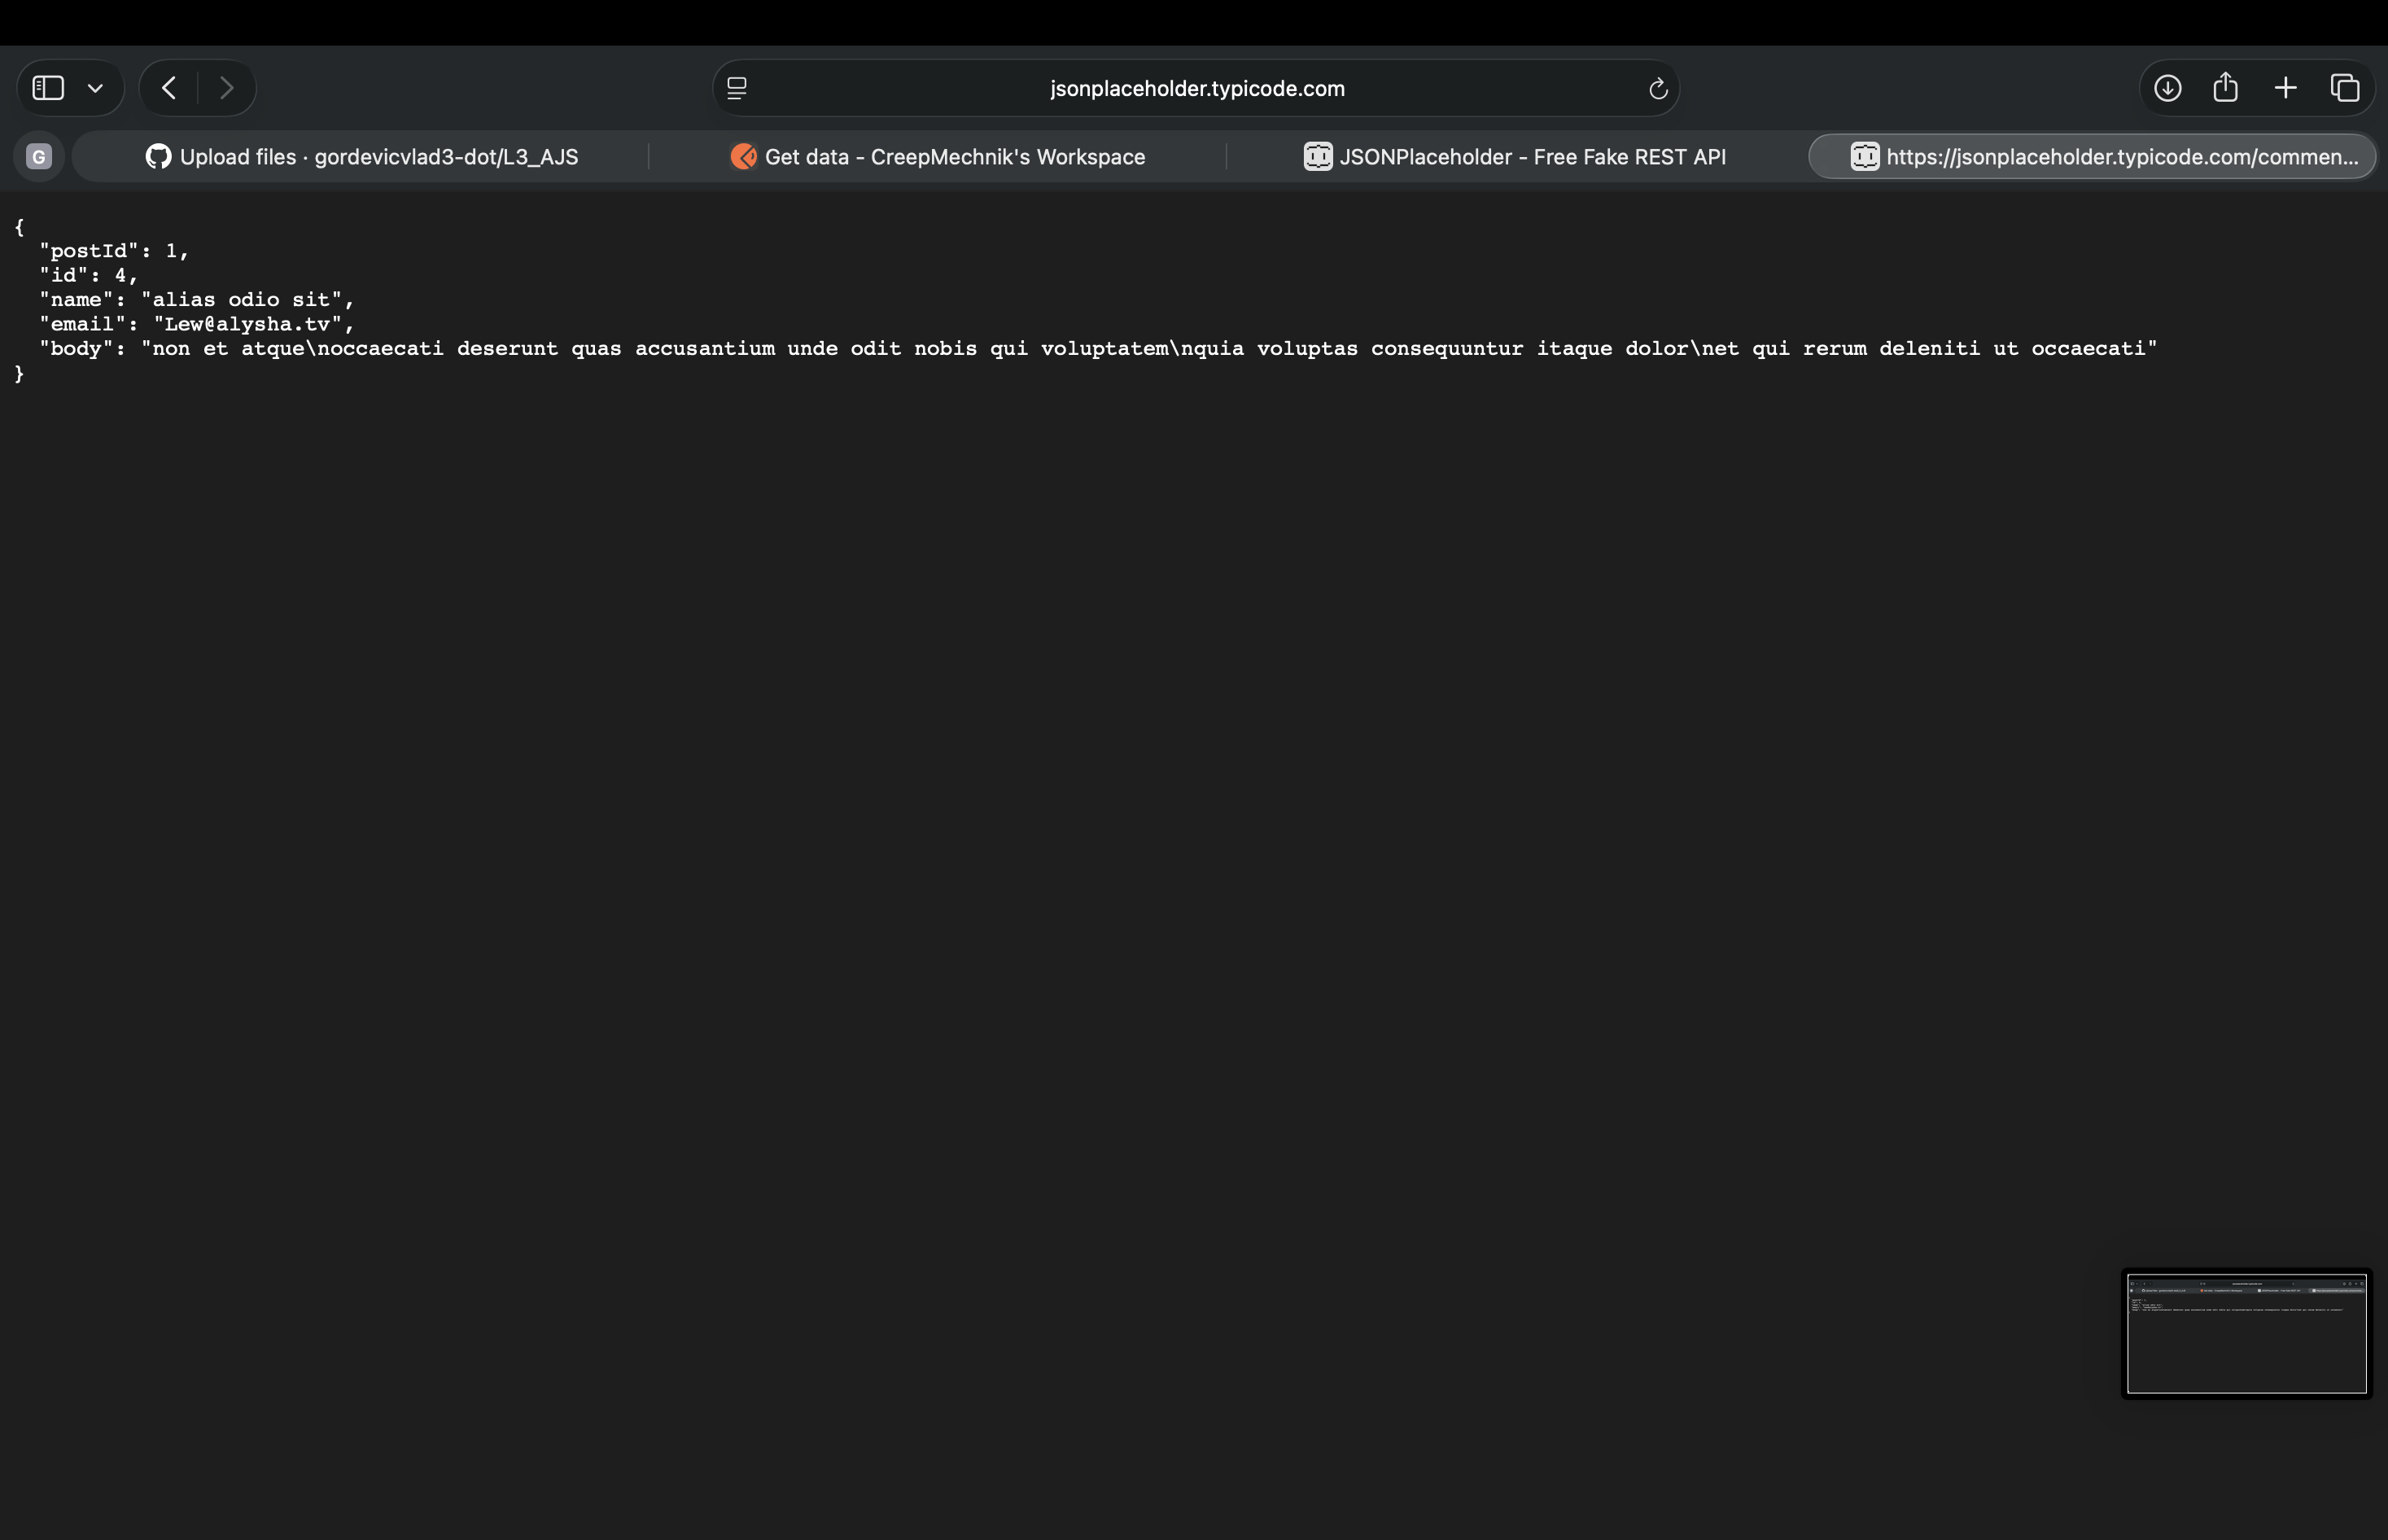 jsonplaceholder.typicode.com
G
Upload files · gordevicvlad3-dot/L3_AJS
Get data - CreepMechnik's Workspace
JSONPlaceholder - Free Fake REST API
https://jsonplaceholder.typicode.com/commen...
{
  "postId": 1,
  "id": 4,
  "name": "alias odio sit",
  "email": "Lew@alysha.tv",
  "body": "non et atque\noccaecati deserunt quas accusantium unde odit nobis qui voluptatem\nquia voluptas consequuntur itaque dolor\net qui rerum deleniti ut occaecati"
}